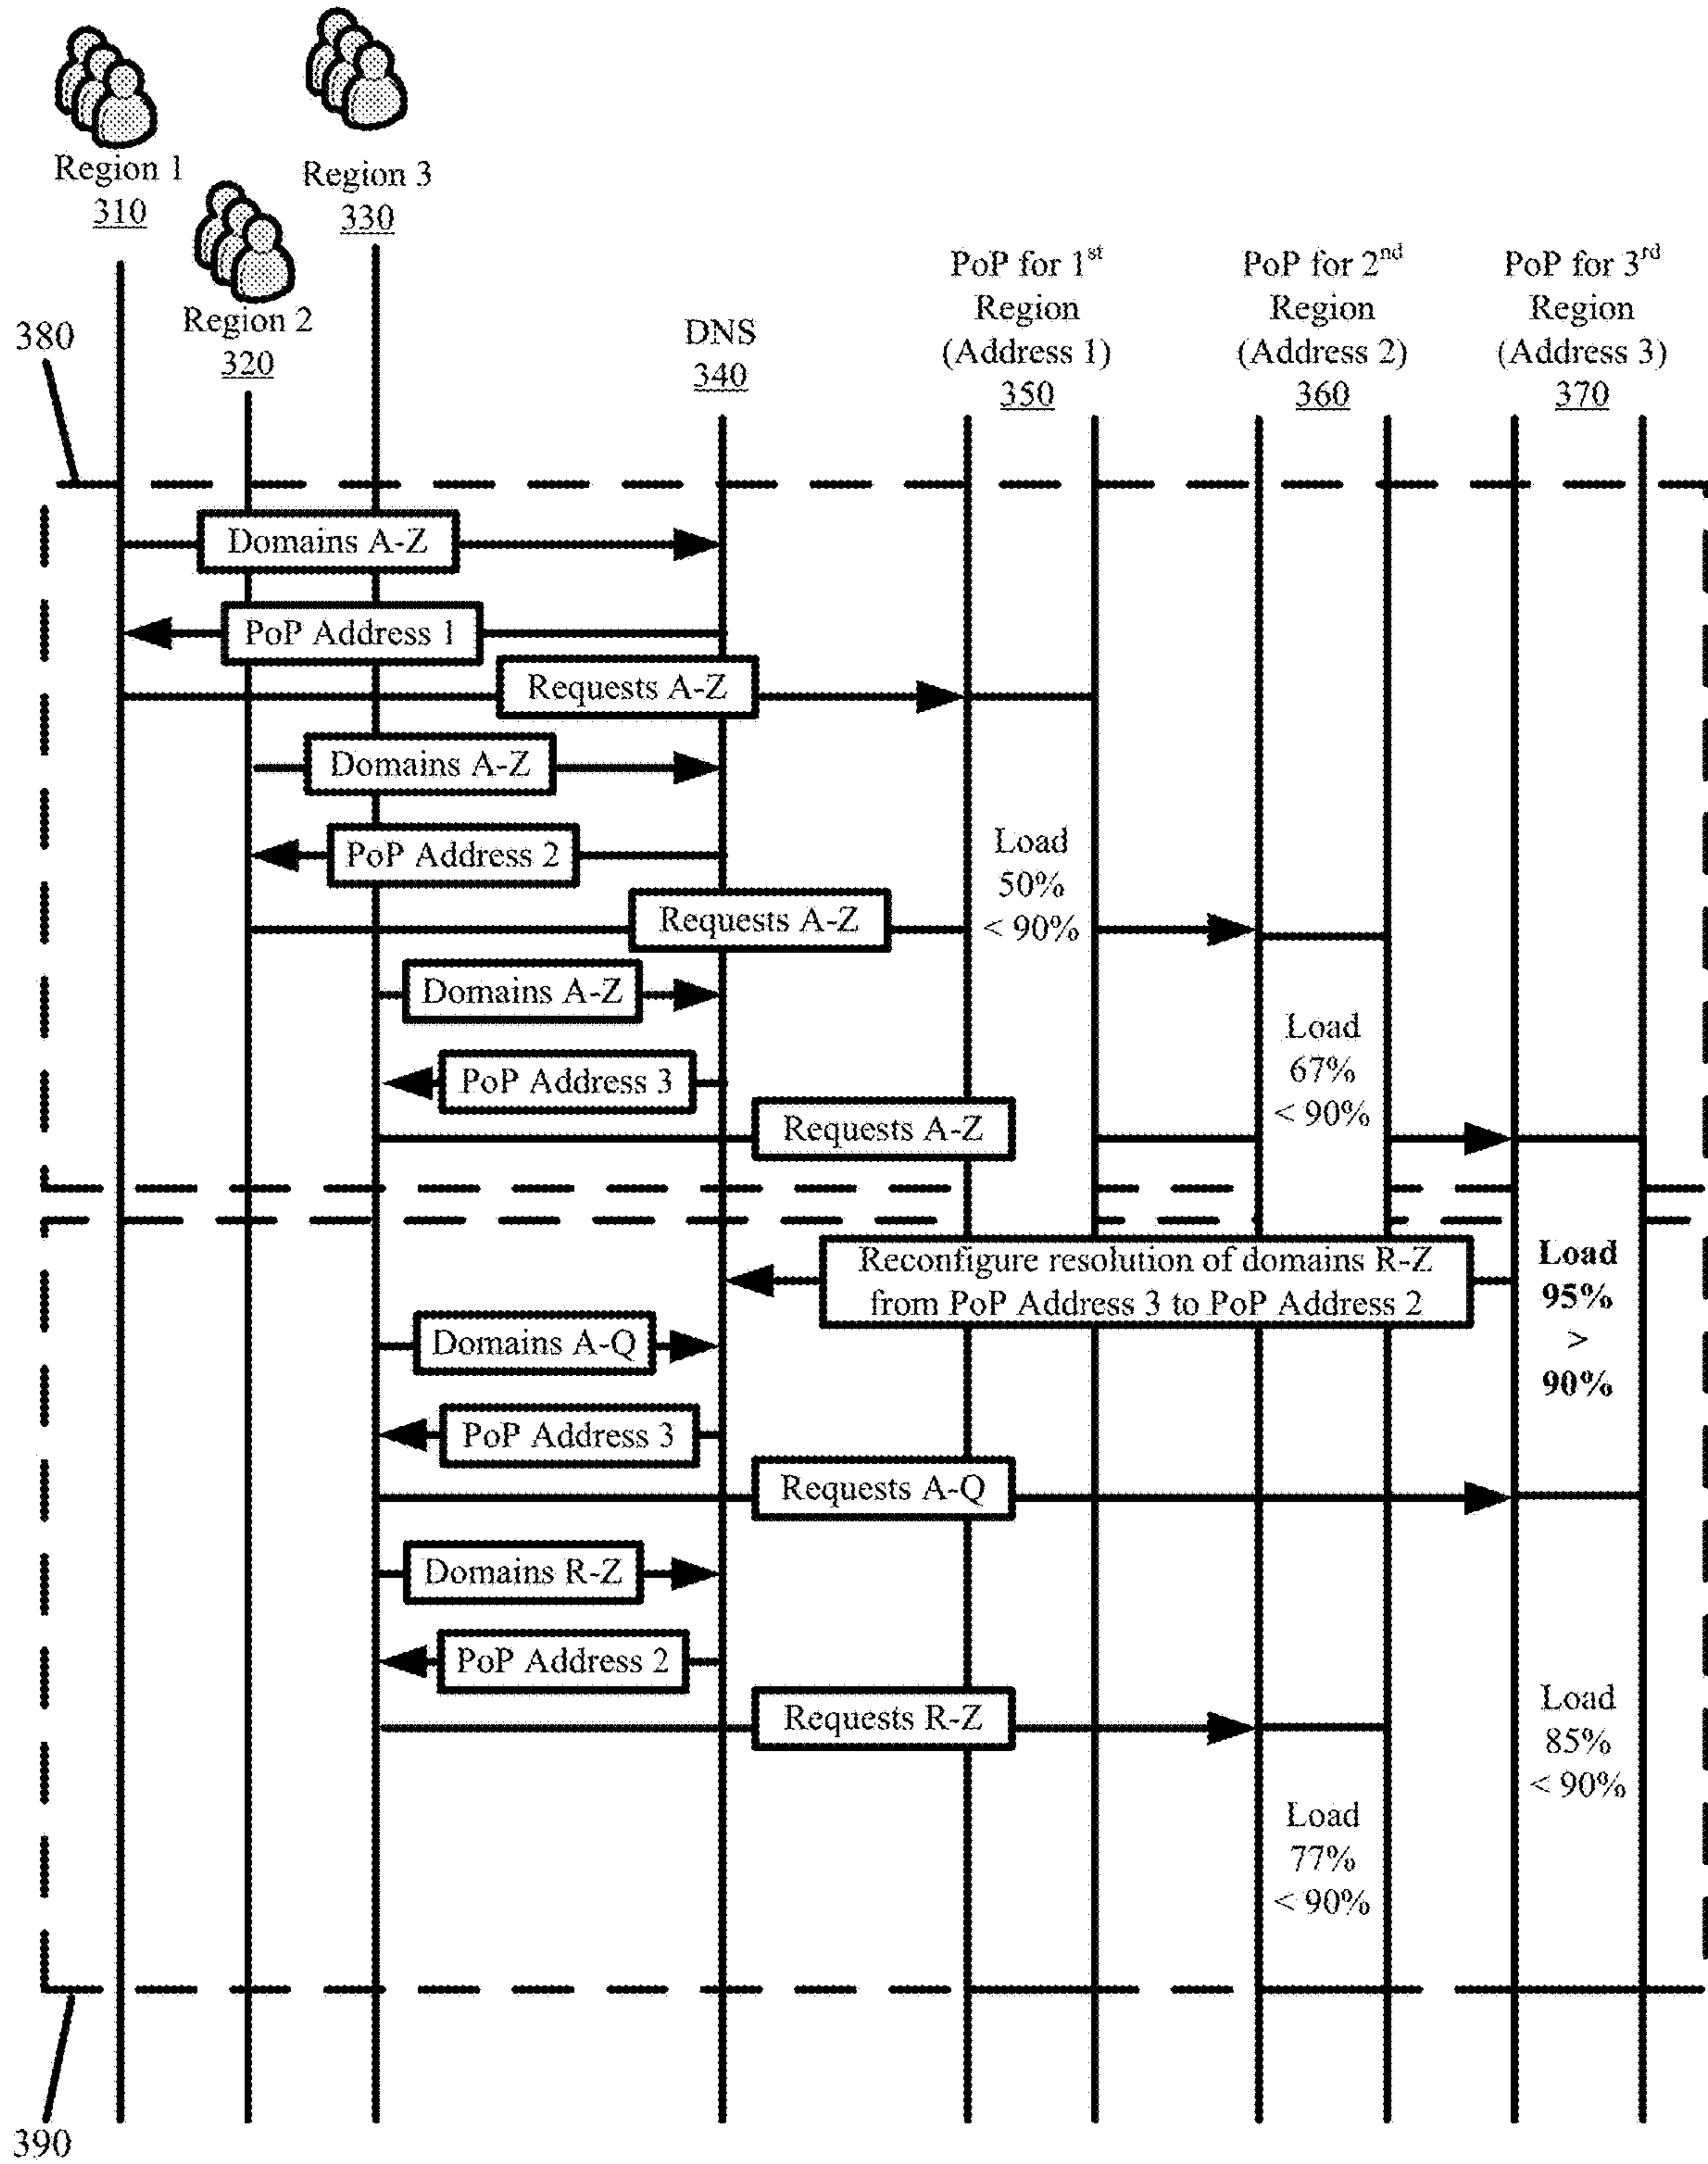 Region 1
310
Region 3
330
Region 2
320
380
DNS
340
PoP for 1st
Region
(Address 1)
350
PoP for 2nd
Region
(Address 2)
360
PoP for 3rd
Region
(Address 3)
370
Domains A-Z
PoP Address 1
Requests A-Z
Domains A-Z
PoP Address 2
Load
50%
< 90%
Requests A-Z
Domains A-Z
PoP Address 3
Load
67%
< 90%
Requests A-Z
Reconfigure resolution of domains R-Z
from PoP Address 3 to PoP Address 2
Load
95%
>
90%
Domains A-Q
PoP Address 3
Requests A-Q
Domains R-Z
PoP Address 2
Requests R-Z
Load
85%
< 90%
Load
77%
< 90%
390